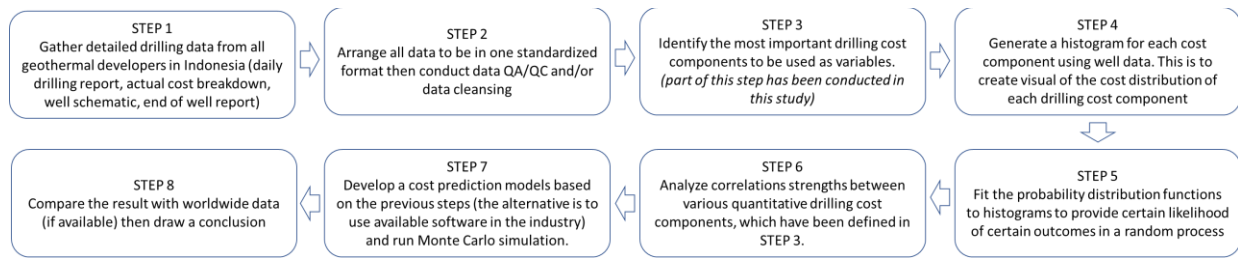 STEP 1
Gather detailed drilling data from all
geothermal developers in Indonesia (daily
drilling report, actual cost breakdown,
well schematic, end of well report)
STEP 2
Arrange all data to be in one standardized
format then conduct data QA/QC and/or
data cleansing
STEP 3
Identify the most important drilling cost
components to be used as variables.
(part of this step has been conducted in
this study)
STEP 4
Generate a histogram for each cost
component using well data. This is to
create visual of the cost distribution of
each drilling cost component
STEP 5
Fit the probability distribution functions
to histograms to provide certain likelihood
of certain outcomes in a random process
STEP 6
Analyze correlations strengths between
various quantitative drilling cost
components, which have been defined in
STEP 3.
STEP 7
Develop a cost prediction models based
on the previous steps (the alternative is to
use available software in the industry)
and run Monte Carlo simulation.
STEP 8
Compare the result with worldwide data
(if available) then draw a conclusion